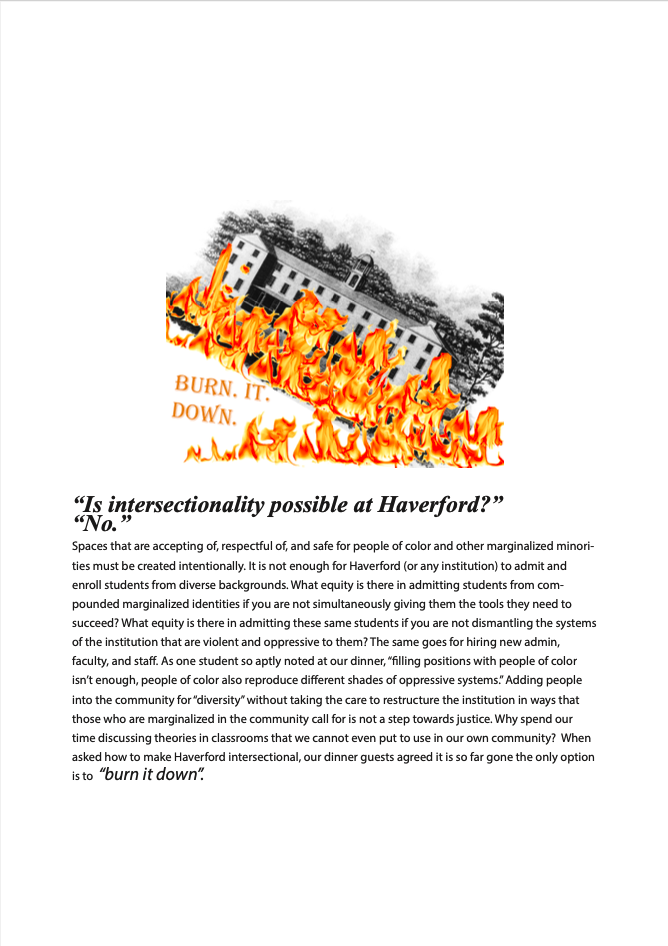 BURN. IT.
DOWN.
“Is intersectionality possible at Haverford?”
“No.”
Spaces that are accepting of, respectful of, and safe for people of color and other marginalized minori-
ties must be created intentionally. It is not enough for Haverford (or any institution) to admit and
enroll students from diverse backgrounds. What equity is there in admitting students from com-
pounded marginalized identities if you are not simultaneously giving them the tools they need to
succeed? What equity is there in admitting these same students if you are not dismantling the systems
of the institution that are violent and oppressive to them? The same goes for hiring new admin,
faculty, and staff. As one student so aptly noted at our dinner, “filling positions with people of color
isn’t enough, people of color also reproduce different shades of oppressive systems.” Adding people
into the community for “diversity” without taking the care to restructure the institution in ways that
those who are marginalized in the community call for is not a step towards justice. Why spend our
time discussing theories in classrooms that we cannot even put to use in our own community?  When
asked how to make Haverford intersectional, our dinner guests agreed it is so far gone the only option
is to “burn it down”.